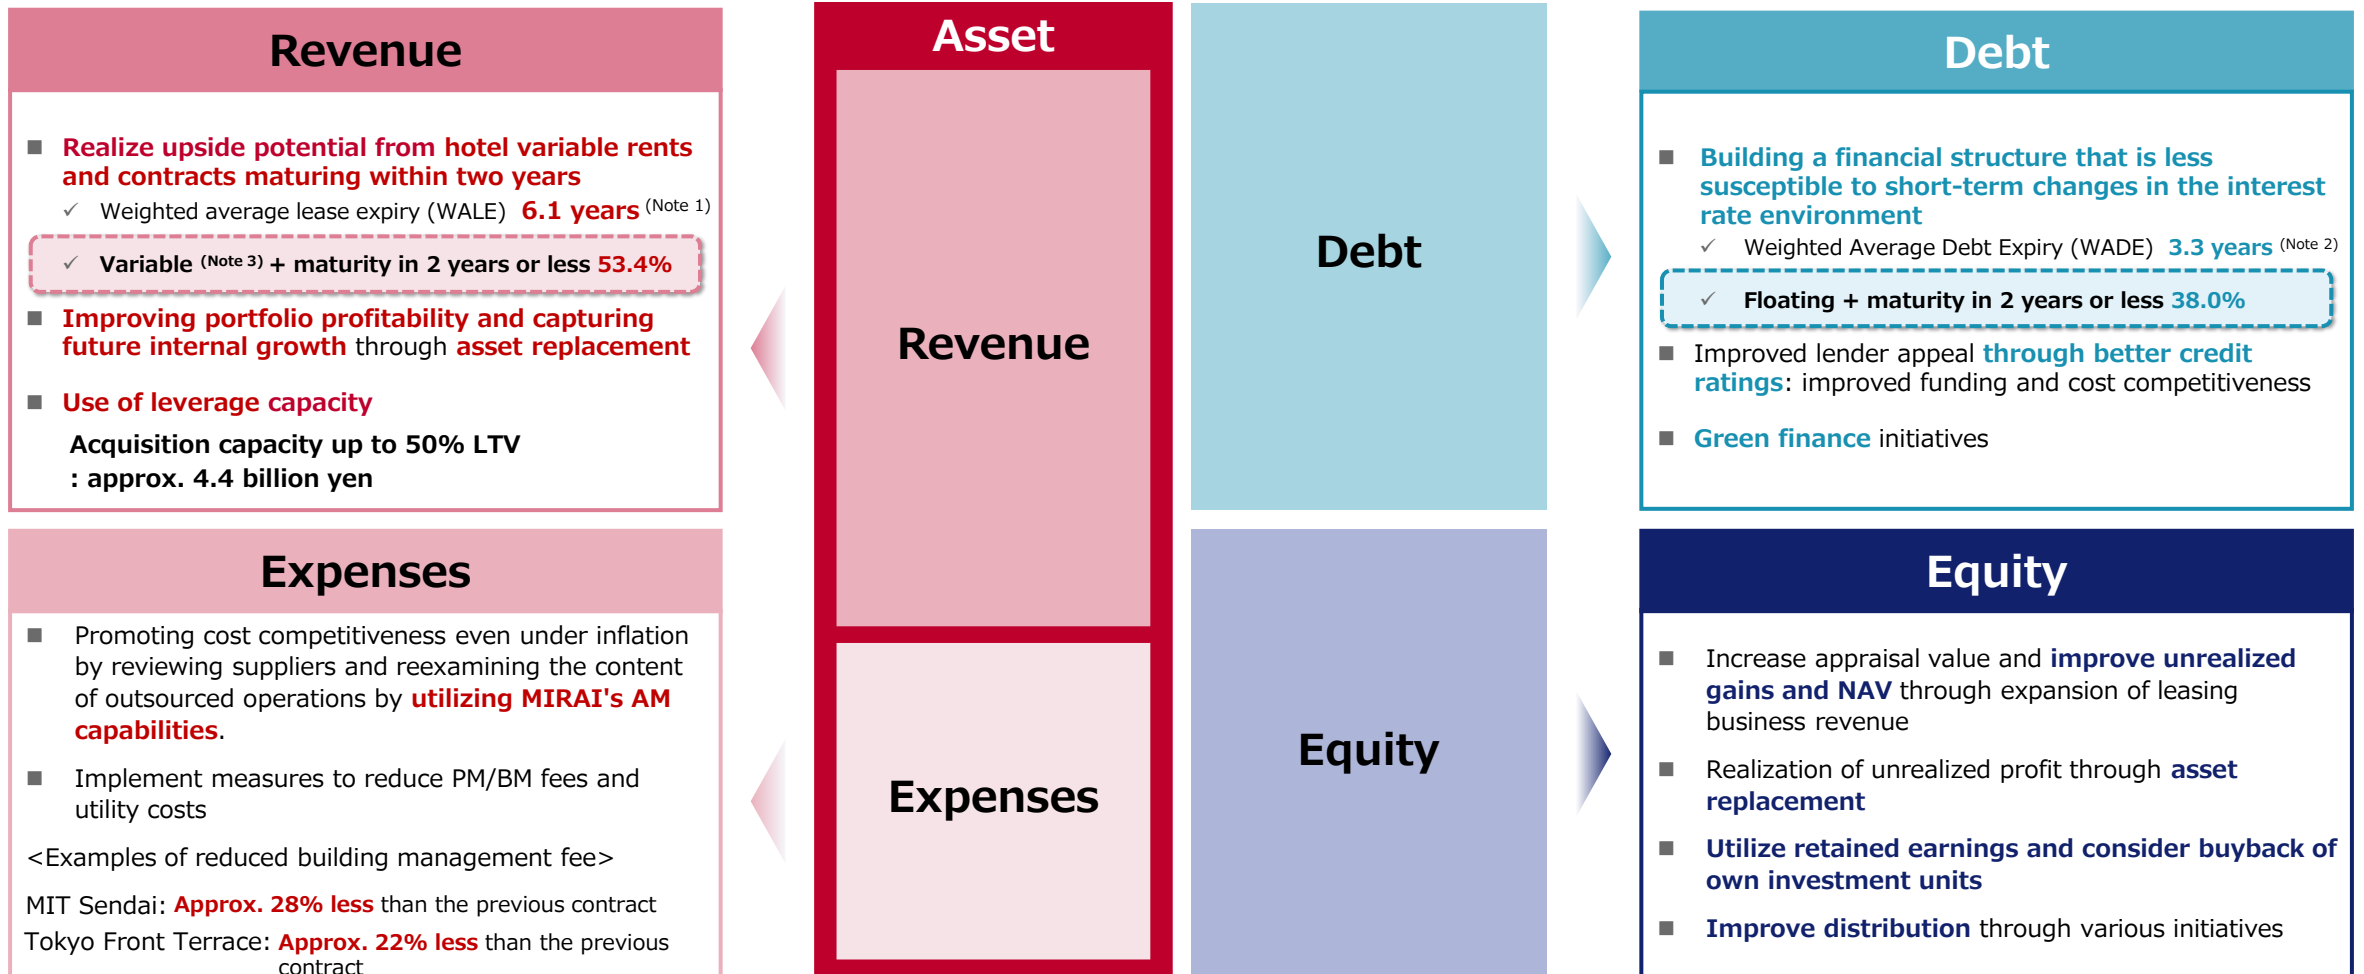 Revenue
■ Realize upside potential from hotel variable rents
and contracts maturing within two years
✓ Weighted average lease expiry (WALE) 6.1 years (Note 1)
✓ Variable (Note 3) + maturity in 2 years or less 53.4%
■ Improving portfolio profitability and capturing
future internal growth through asset replacement
■ Use of leverage capacity
Acquisition capacity up to 50% LTV
: approx. 4.4 billion yen
Expenses
■ Promoting cost competitiveness even under inflation
by reviewing suppliers and reexamining the content
of outsourced operations by utilizing MIRAI's AM
capabilities.
■ Implement measures to reduce PM/BM fees and
utility costs
<Examples of reduced building management fee>
MIT Sendai: Approx. 28% less than the previous contract
Tokyo Front Terrace: Approx. 22% less than the previous
contract
Asset
Revenue
Expenses
Debt
Equity
Debt
■ Building a financial structure that is less
susceptible to short-term changes in the interest
rate environment
✓ Weighted Average Debt Expiry (WADE) 3.3 years (Note 2)
✓ Floating + maturity in 2 years or less 38.0%
■ Improved lender appeal through better credit
ratings: improved funding and cost competitiveness
■ Green finance initiatives
Equity
■ Increase appraisal value and improve unrealized
gains and NAV through expansion of leasing
business revenue
■ Realization of unrealized profit through asset
replacement
■ Utilize retained earnings and consider buyback of
own investment units
■ Improve distribution through various initiatives